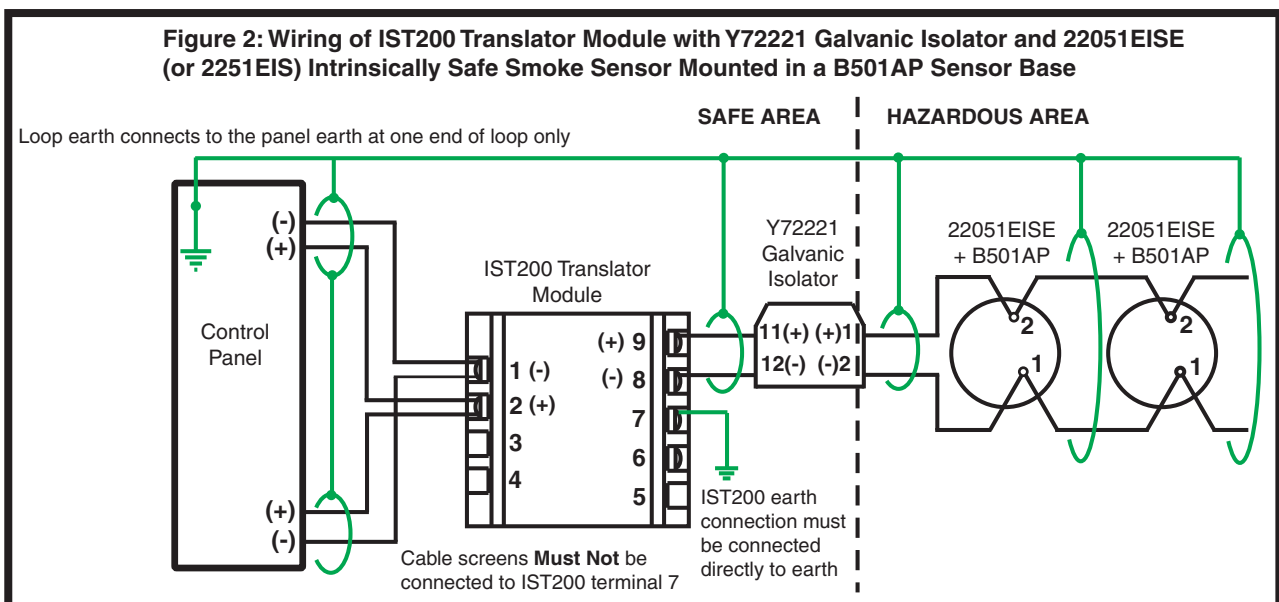 Figure 2: Wiring of IST200 Translator Module with Y72221 Galvanic Isolator and 22051EISE
(or 2251EIS) Intrinsically Safe Smoke Sensor Mounted in a B501AP Sensor Base
SAFE AREA
HAZARDOUS AREA
Loop earth connects to the panel earth at one end of loop only
(-)
(+)
Control
Panel
(+)
(-)
IST200 Translator
Module
1 (-)
2 (+)
3
4
(+) 9
(-) 8
7
6
5
Y72221
Galvanic
Isolator
11(+) (+)1
12(-) (-)2
22051EISE
+ B501AP
2
1
22051EISE
+ B501AP
2
1
IST200 earth
connection must
be connected
directly to earth
Cable screens Must Not be
connected to IST200 terminal 7